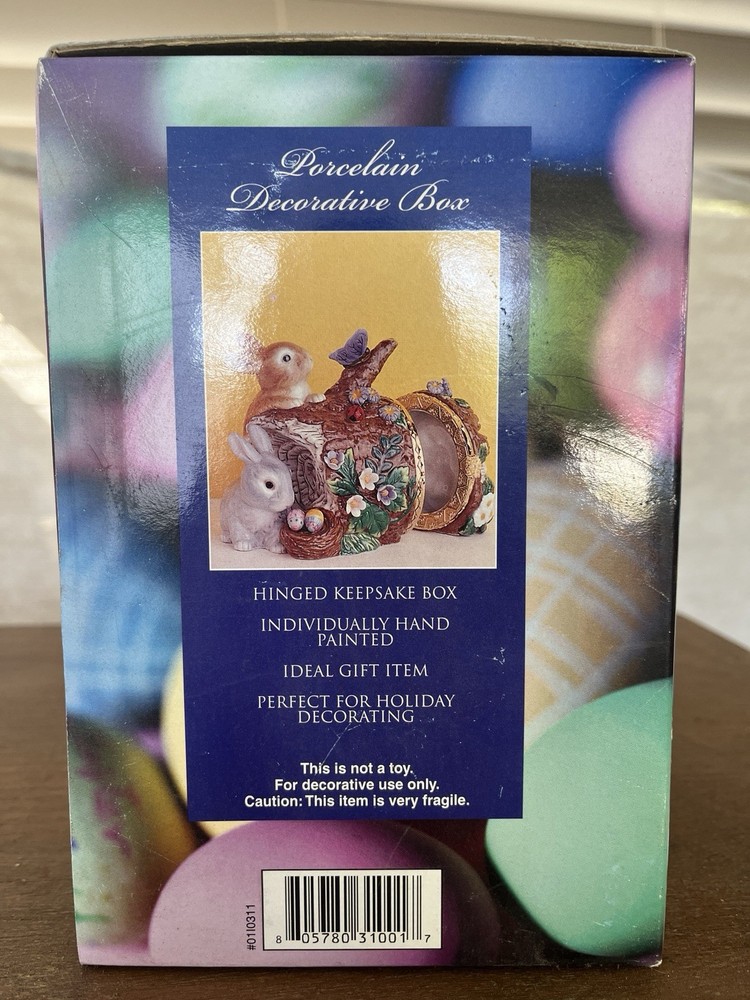 Porcelain
Decorative Box
HINGED KEEPSAKE BOX
INDIVIDUALLY HAND
PAINTED
IDEAL GIFT ITEM
PERFECT FOR HOLIDAY
DECORATING
This is not a toy.
For decorative use only.
Caution: This item is very fragile.
#01I0311
8 05780 31001 7